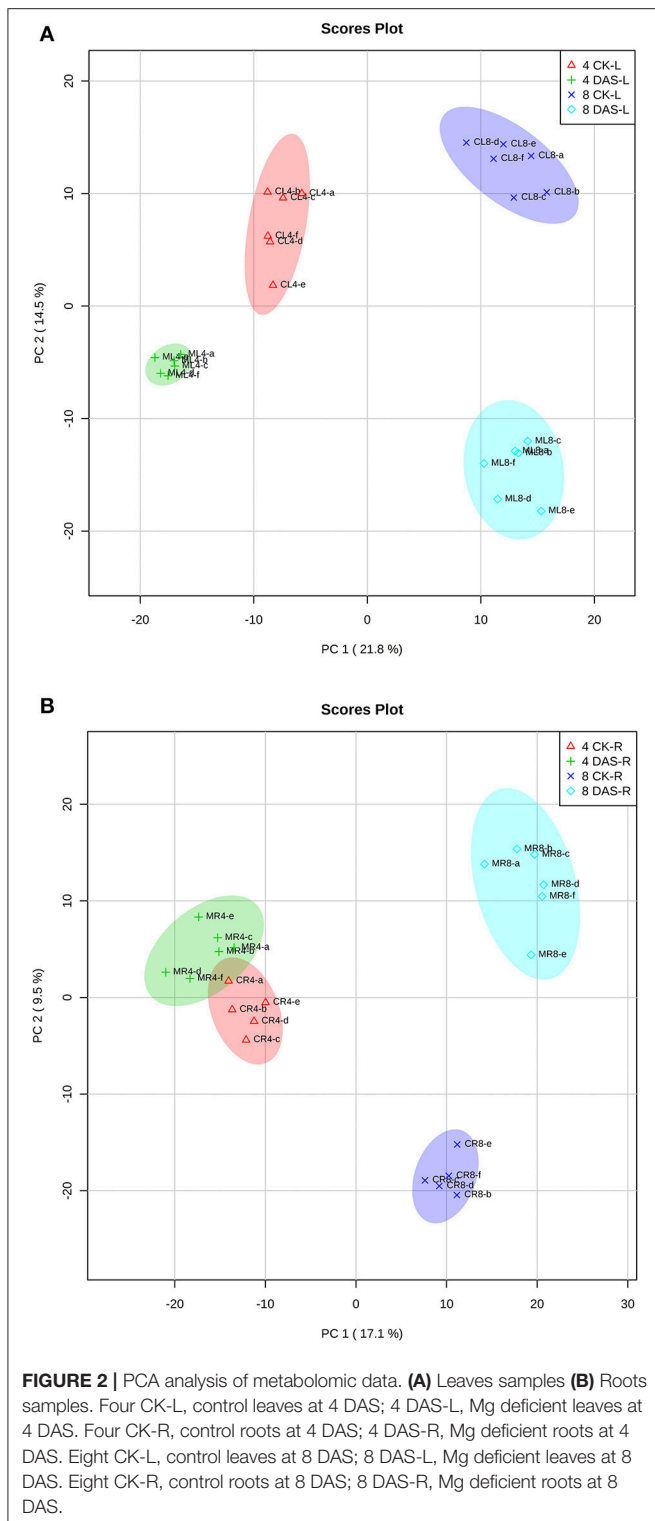 A
Scores Plot
4 CK-L
4 DAS-L
8 CK-L
8 DAS-L
CL8-d
CL8-e
CL8-f
CL8-a
CL8-c
CL8-b
CL4-b
CL4-c
CL4-a
CL4-f
CL4-d
CL4-e
ML4-a
ML4-b
ML4-c
ML4-d
ML4-f
ML8-c
ML8-a
ML8-b
ML8-f
ML8-d
ML8-e
20
10
0
-10
-20
PC 2 ( 14.5 %)
-20 -10 0 10 20
PC 1 ( 21.8 %)
B
Scores Plot
4 CK-R
4 DAS-R
8 CK-R
8 DAS-R
MR8-b
MR8-c
MR8-a
MR8-d
MR8-f
MR8-e
MR4-e
MR4-c
MR4-a
MR4-b
MR4-d
MR4-f
CR4-a
CR4-e
CR4-b
CR4-d
CR4-c
CR8-e
CR8-f
CR8-d
CR8-b
20
10
0
-10
-20
PC 2 ( 9.5 %)
-20 -10 0 10 20 30
PC 1 ( 17.1 %)
FIGURE 2 | PCA analysis of metabolomic data. (A) Leaves samples (B) Roots
samples. Four CK-L, control leaves at 4 DAS; 4 DAS-L, Mg deficient leaves at
4 DAS. Four CK-R, control roots at 4 DAS; 4 DAS-R, Mg deficient roots at 4
DAS. Eight CK-L, control leaves at 8 DAS; 8 DAS-L, Mg deficient leaves at 8
DAS. Eight CK-R, control roots at 8 DAS; 8 DAS-R, Mg deficient roots at 8
DAS.